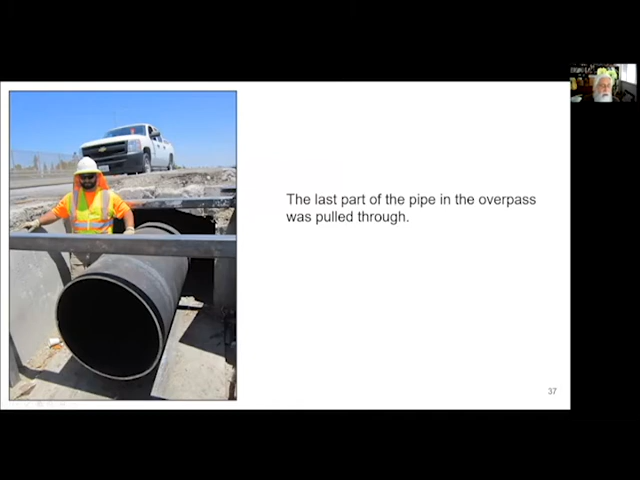 The last part of the pipe in the overpass
was pulled through.
37